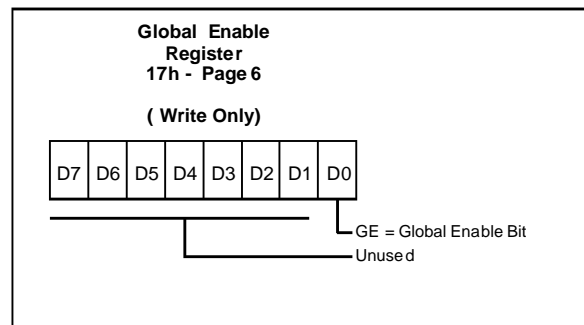 Global Enable
Register
17h - Page 6
( Write Only)
D7 D6 D5 D4 D3 D2 D1 D0
GE = Global Enable Bit
Unused